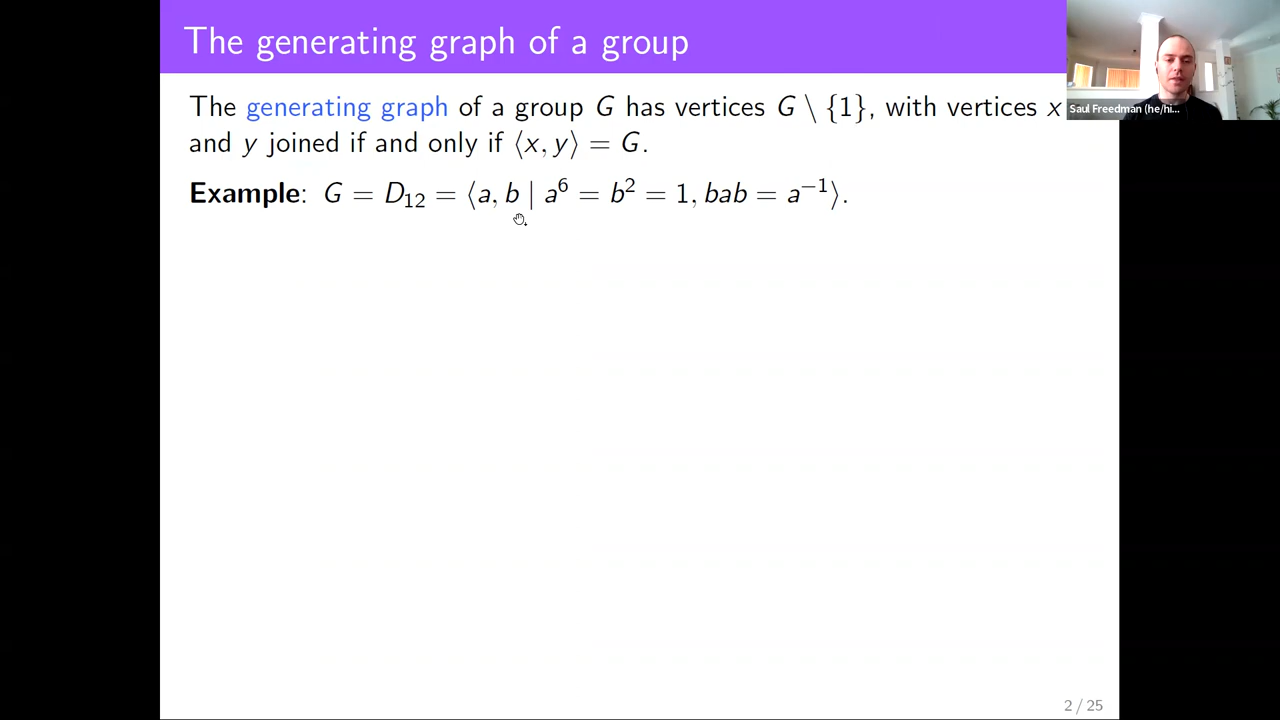 The generating graph of a group
The generating graph of a group G has vertices G \ {1}, with vertices x
and y joined if and only if ⟨x, y⟩ = G.
Example: G = D₁₂ = ⟨a, b | a⁶ = b² = 1, bab = a⁻¹⟩.
Saul Freedman (he/hi...
2 / 25